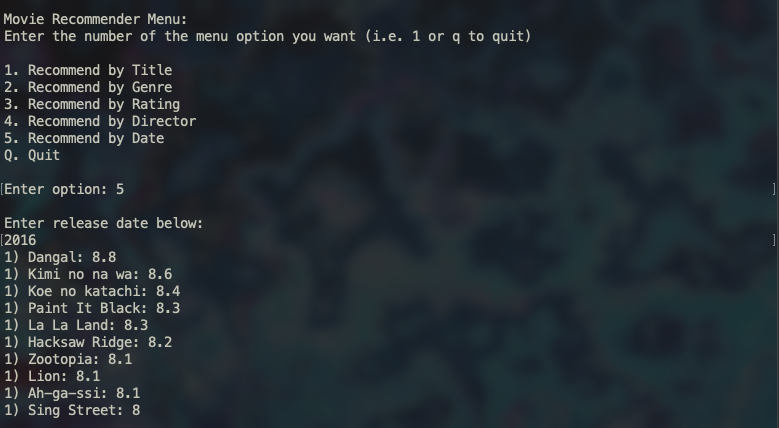 Movie Recommender Menu:
Enter the number of the menu option you want (i.e. 1 or q to quit)
1. Recommend by Title
2. Recommend by Genre
3. Recommend by Rating
4. Recommend by Director
5. Recommend by Date
Q. Quit
[Enter option: 5 ]
Enter release date below:
[2016 ]
1) Dangal: 8.8
1) Kimi no na wa: 8.6
1) Koe no katachi: 8.4
1) Paint It Black: 8.3
1) La La Land: 8.3
1) Hacksaw Ridge: 8.2
1) Zootopia: 8.1
1) Lion: 8.1
1) Ah-ga-ssi: 8.1
1) Sing Street: 8